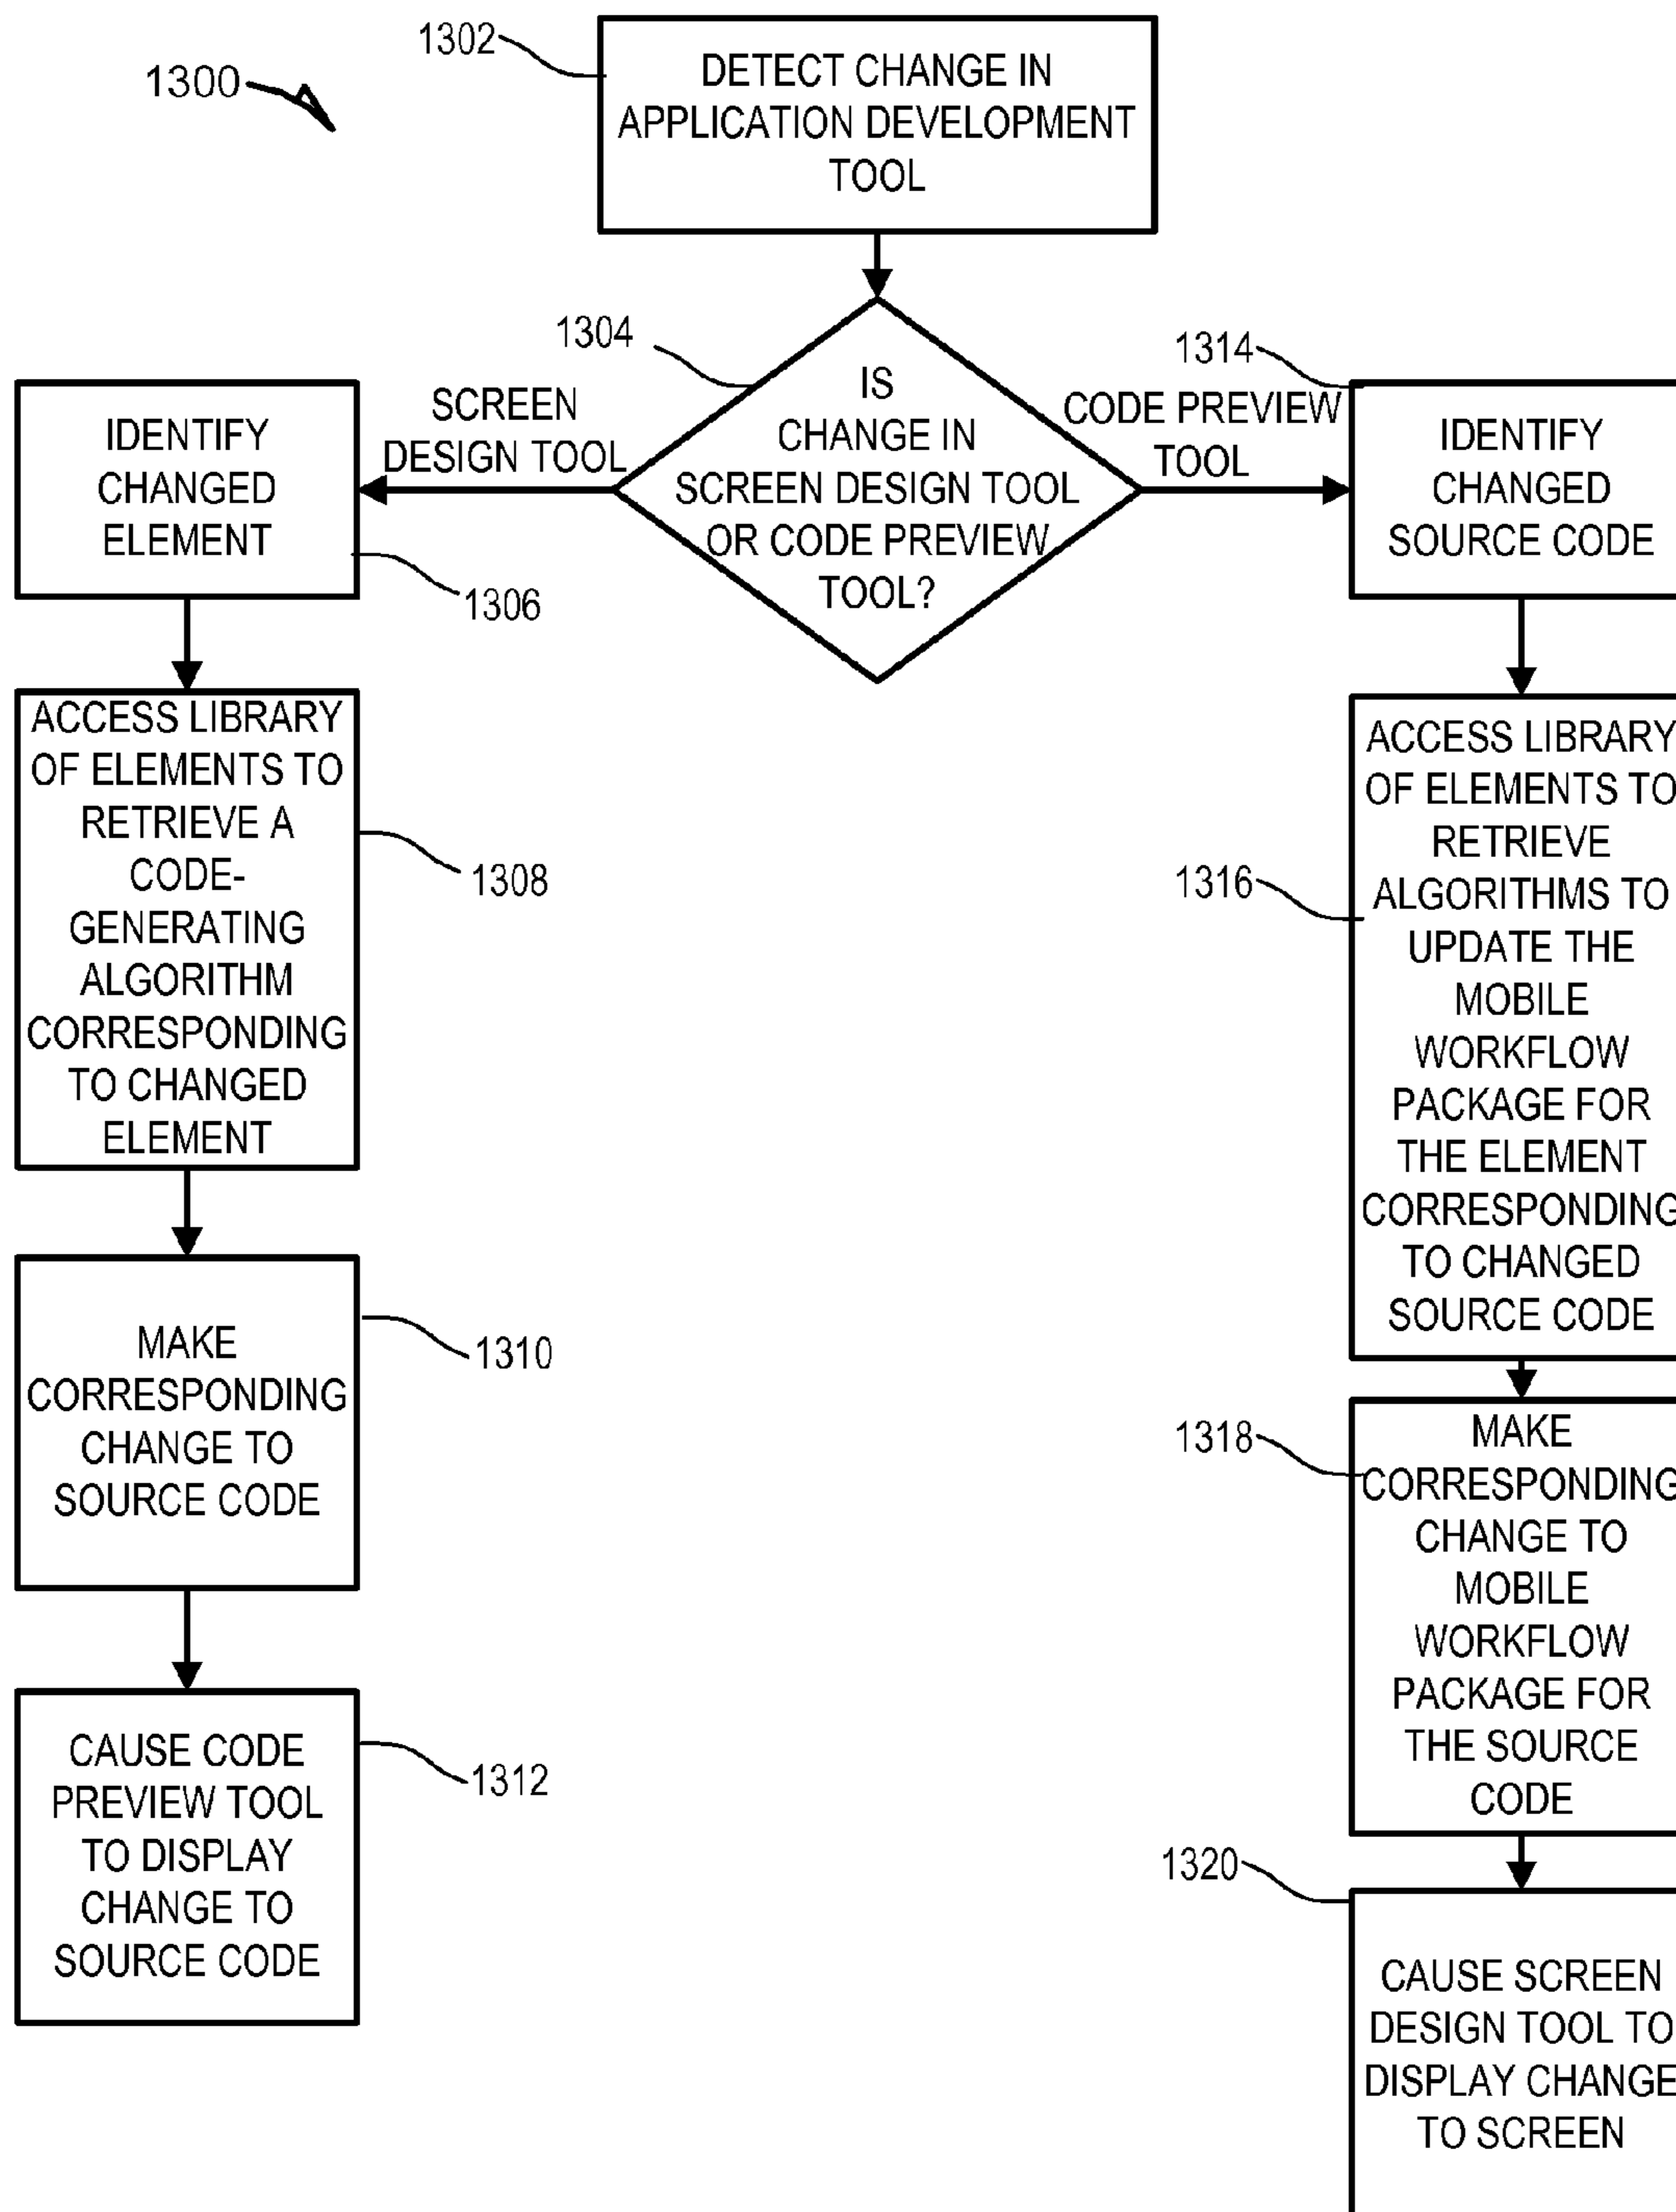 1300
1302
DETECT CHANGE IN
APPLICATION DEVELOPMENT
TOOL
1304
IS
CHANGE IN
SCREEN DESIGN TOOL
OR CODE PREVIEW
TOOL?
SCREEN
DESIGN TOOL
IDENTIFY
CHANGED
ELEMENT
1306
ACCESS LIBRARY
OF ELEMENTS TO
RETRIEVE A
CODE-
GENERATING
ALGORITHM
CORRESPONDING
TO CHANGED
ELEMENT
1308
MAKE
CORRESPONDING
CHANGE TO
SOURCE CODE
1310
CAUSE CODE
PREVIEW TOOL
TO DISPLAY
CHANGE TO
SOURCE CODE
1312
CODE PREVIEW
TOOL
1314
IDENTIFY
CHANGED
SOURCE CODE
1316
ACCESS LIBRARY
OF ELEMENTS TO
RETRIEVE
ALGORITHMS TO
UPDATE THE
MOBILE
WORKFLOW
PACKAGE FOR
THE ELEMENT
CORRESPONDING
TO CHANGED
SOURCE CODE
1318
MAKE
CORRESPONDING
CHANGE TO
MOBILE
WORKFLOW
PACKAGE FOR
THE SOURCE
CODE
1320
CAUSE SCREEN
DESIGN TOOL TO
DISPLAY CHANGE
TO SCREEN